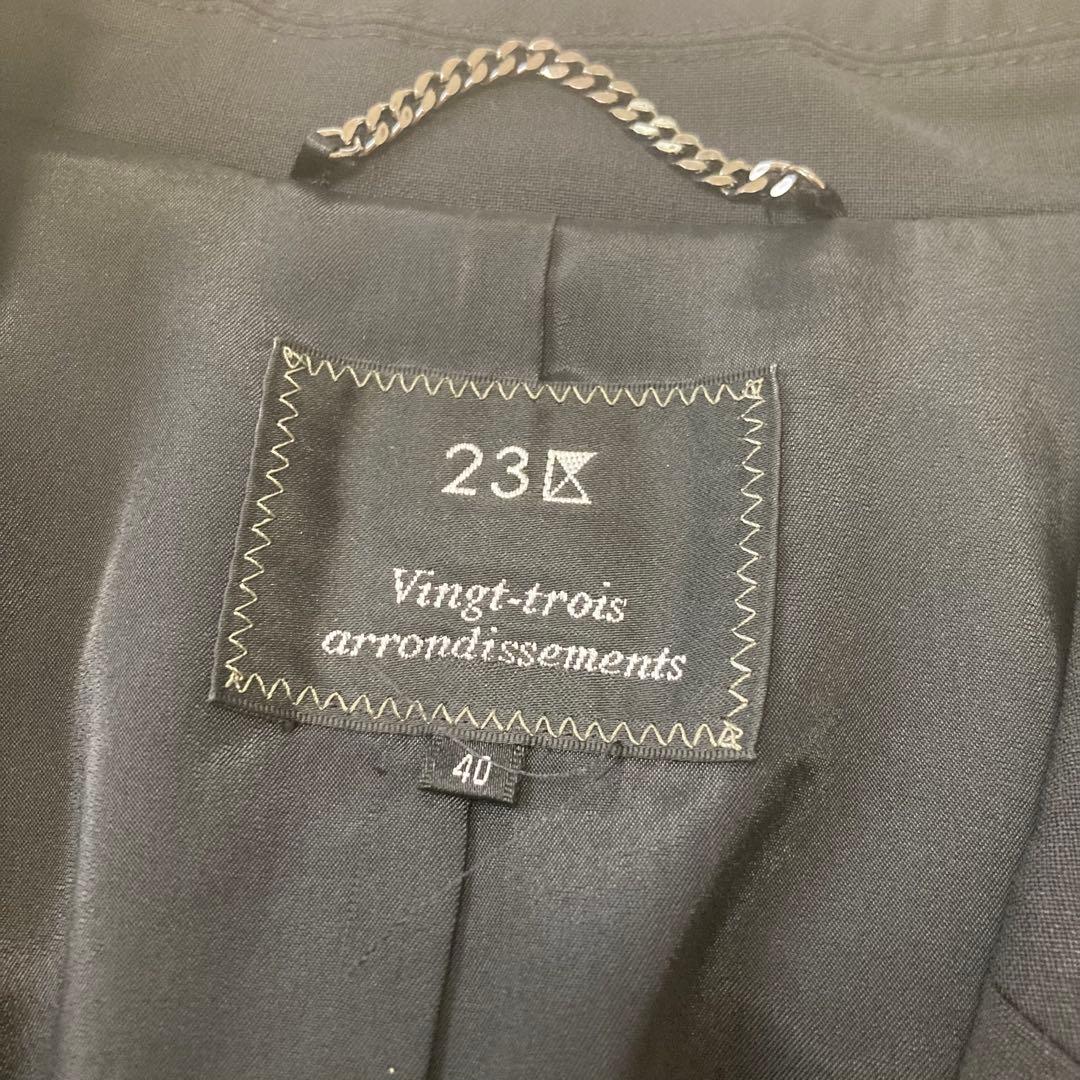 23区
Vingt-trois
arrondissements
40